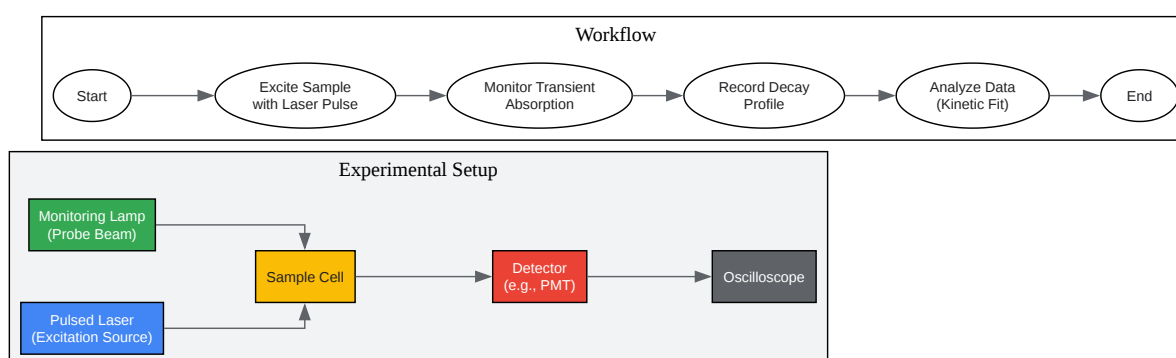 Workflow
Start
Excite Sample
with Laser Pulse
Monitor Transient
Absorption
Record Decay
Profile
Analyze Data
(Kinetic Fit)
End
Experimental Setup
Monitoring Lamp
(Probe Beam)
Pulsed Laser
(Excitation Source)
Sample Cell
Detector
(e.g., PMT)
Oscilloscope